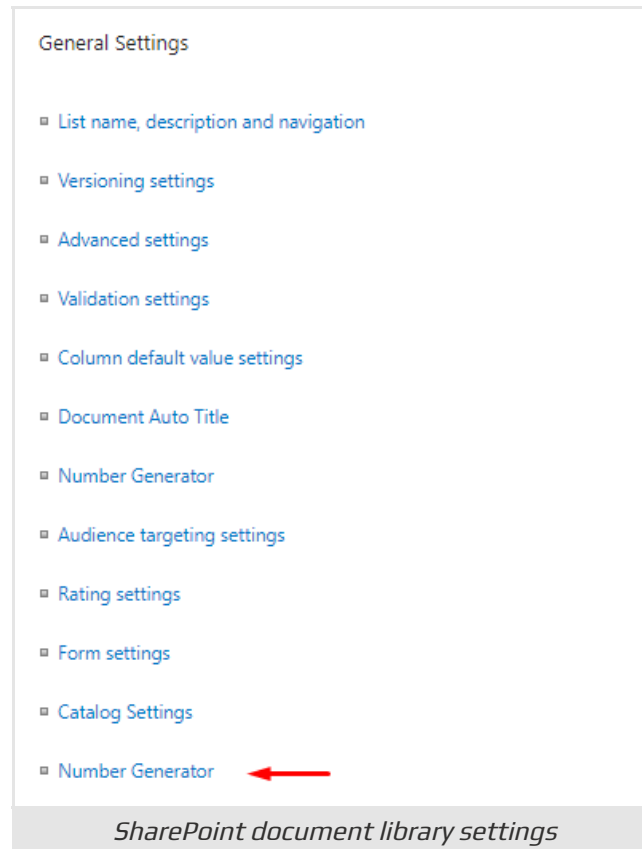 General Settings
List name, description and navigation
Versioning settings
Advanced settings
Validation settings
Column default value settings
Document Auto Title
Number Generator
Audience targeting settings
Rating settings
Form settings
Catalog Settings
Number Generator
SharePoint document library settings